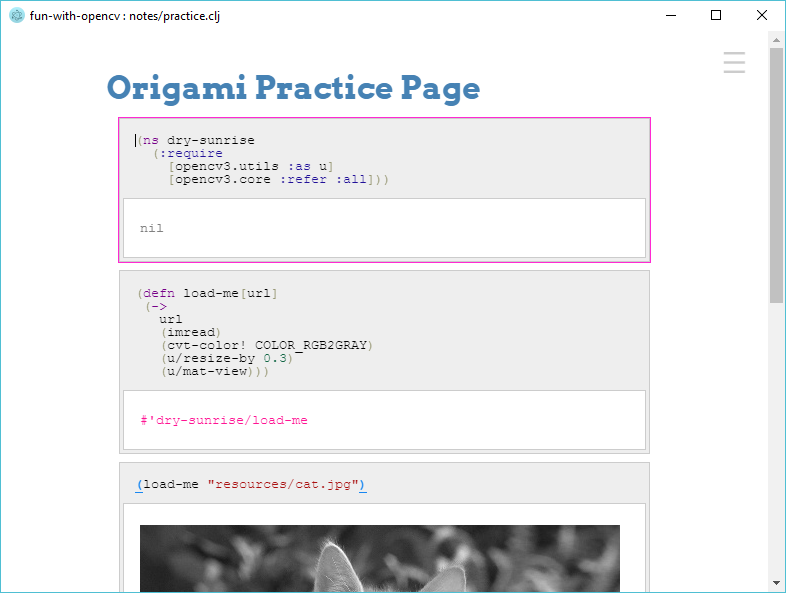 fun-with-opencv : notes/practice.clj
Origami Practice Page
(ns dry-sunrise
(:require
[opencv3.utils :as u]
[opencv3.core :refer :all]))
nil
(defn load-me[url]
(->
url
(imread)
(cvt-color! COLOR_RGB2GRAY)
(u/resize-by 0.3)
(u/mat-view)))
#'dry-sunrise/load-me
(load-me "resources/cat.jpg")